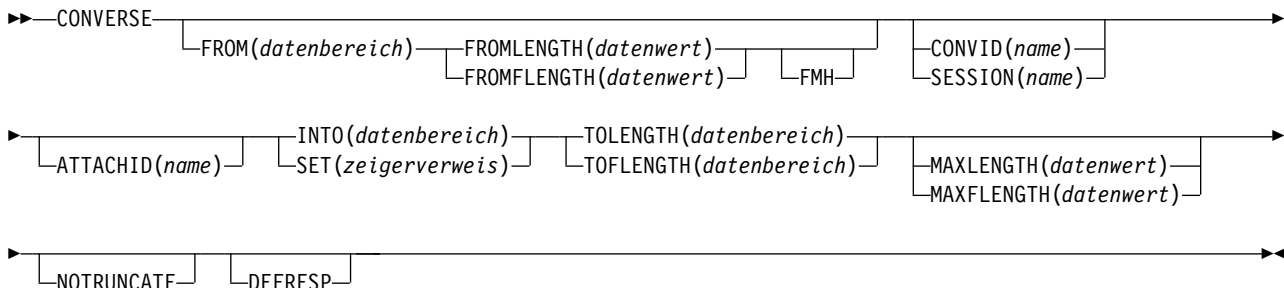 CONVERSE
FROM(datenbereich) FROMLENGTH(datenwert) FMH CONVID(name)
FROMFLENGTH(datenwert) SESSION(name)
ATTACHID(name) INTO(datenbereich) TOLENGTH(datenbereich) MAXLENGTH(datenwert)
SET(zeigerverweis) TOFLENGTH(datenbereich) MAXFLENGTH(datenwert)
NOTRUNCATE DEFRESP